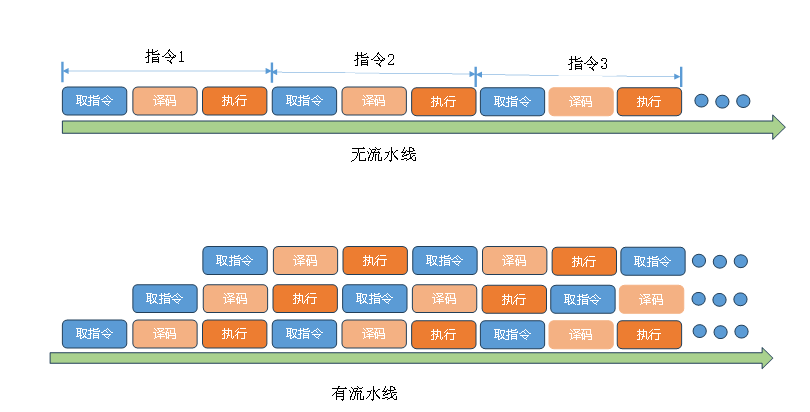 指令1 指令2 指令3
取指令 译码 执行 取指令 译码 执行 取指令 译码 执行
无流水线
取指令 译码 执行 取指令 译码 执行 取指令
取指令 译码 执行 取指令 译码 执行 取指令 译码
取指令 译码 执行 取指令 译码 执行 取指令 译码 执行
有流水线